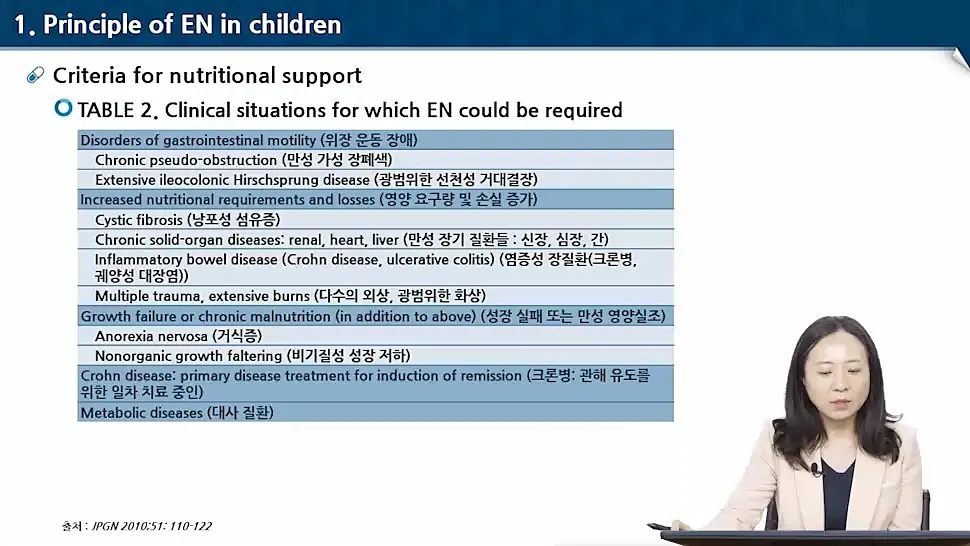 1. Principle of EN in children
Criteria for nutritional support
TABLE 2. Clinical situations for which EN could be required
Disorders of gastrointestinal motility (위장 운동 장애)
Chronic pseudo-obstruction (만성 가성 장폐색)
Extensive ileocolonic Hirschsprung disease (광범위한 선천성 거대결장)
Increased nutritional requirements and losses (영양 요구량 및 손실 증가)
Cystic fibrosis (낭포성 섬유증)
Chronic solid-organ diseases: renal, heart, liver (만성 장기 질환들 : 신장, 심장, 간)
Inflammatory bowel disease (Crohn disease, ulcerative colitis) (염증성 장질환(크론병,
궤양성 대장염))
Multiple trauma, extensive burns (다수의 외상, 광범위한 화상)
Growth failure or chronic malnutrition (in addition to above) (성장 실패 또는 만성 영양실조)
Anorexia nervosa (거식증)
Nonorganic growth faltering (비기질성 성장 저하)
Crohn disease: primary disease treatment for induction of remission (크론병: 관해 유도를
위한 일차 치료 중인)
Metabolic diseases (대사 질환)
출처 : JPGN 2010;51: 110-122